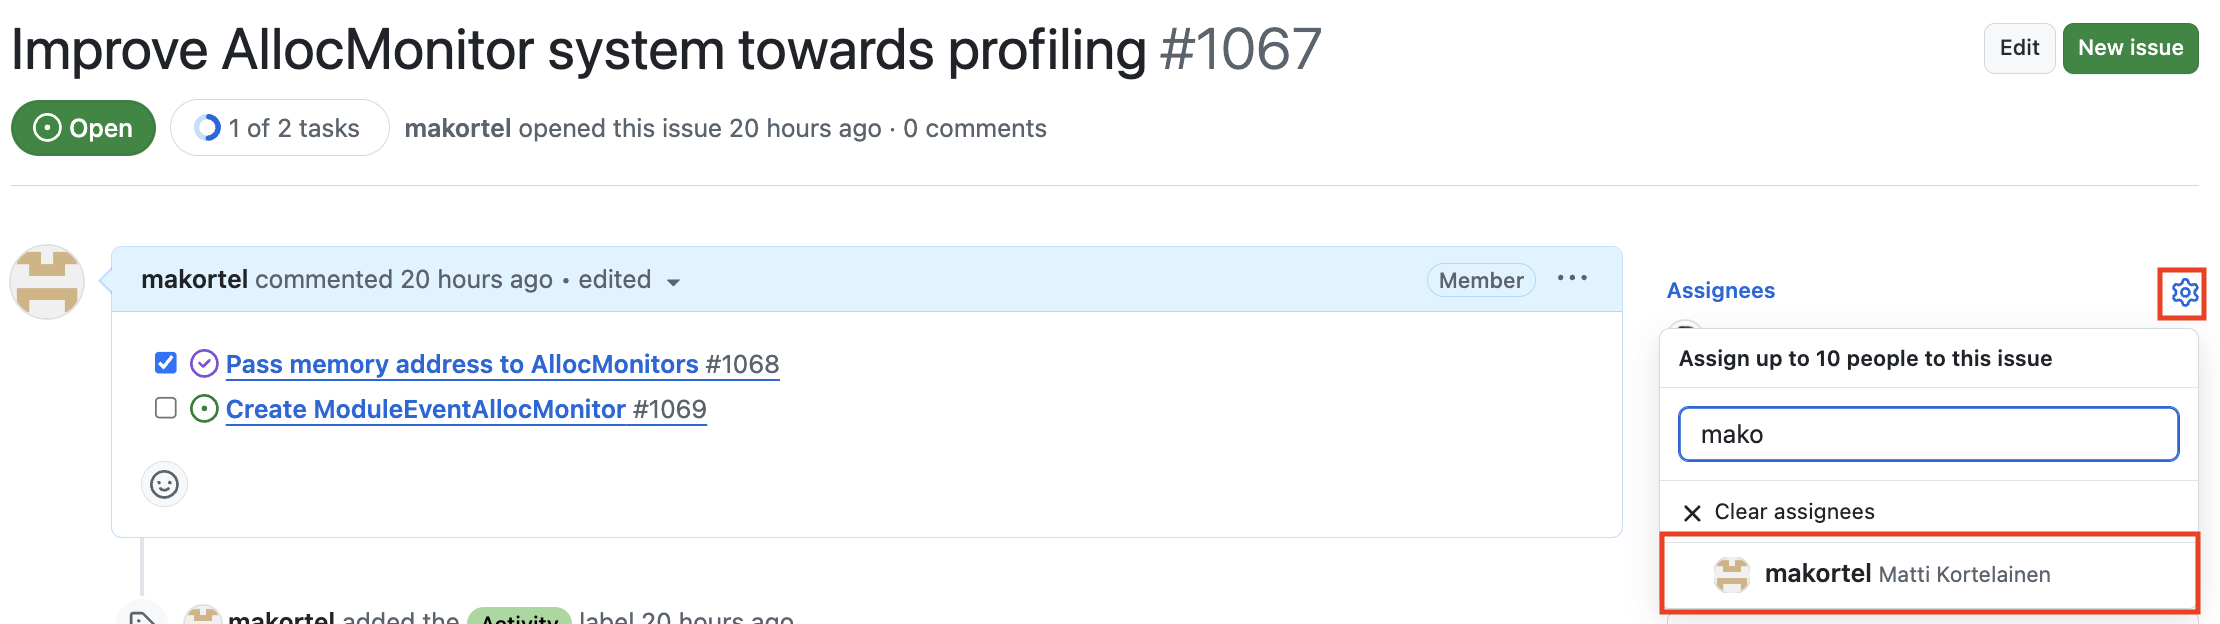 Improve AllocMonitor system towards profiling #1067
Edit
New issue
Open
1 of 2 tasks
makortel opened this issue 20 hours ago · 0 comments
makortel commented 20 hours ago • edited
Member
Assignees
Pass memory address to AllocMonitors #1068
Create ModuleEventAllocMonitor #1069
Assign up to 10 people to this issue
mako
Clear assignees
makortel Matti Kortelainen
makortel added the Activity label 20 hours ago